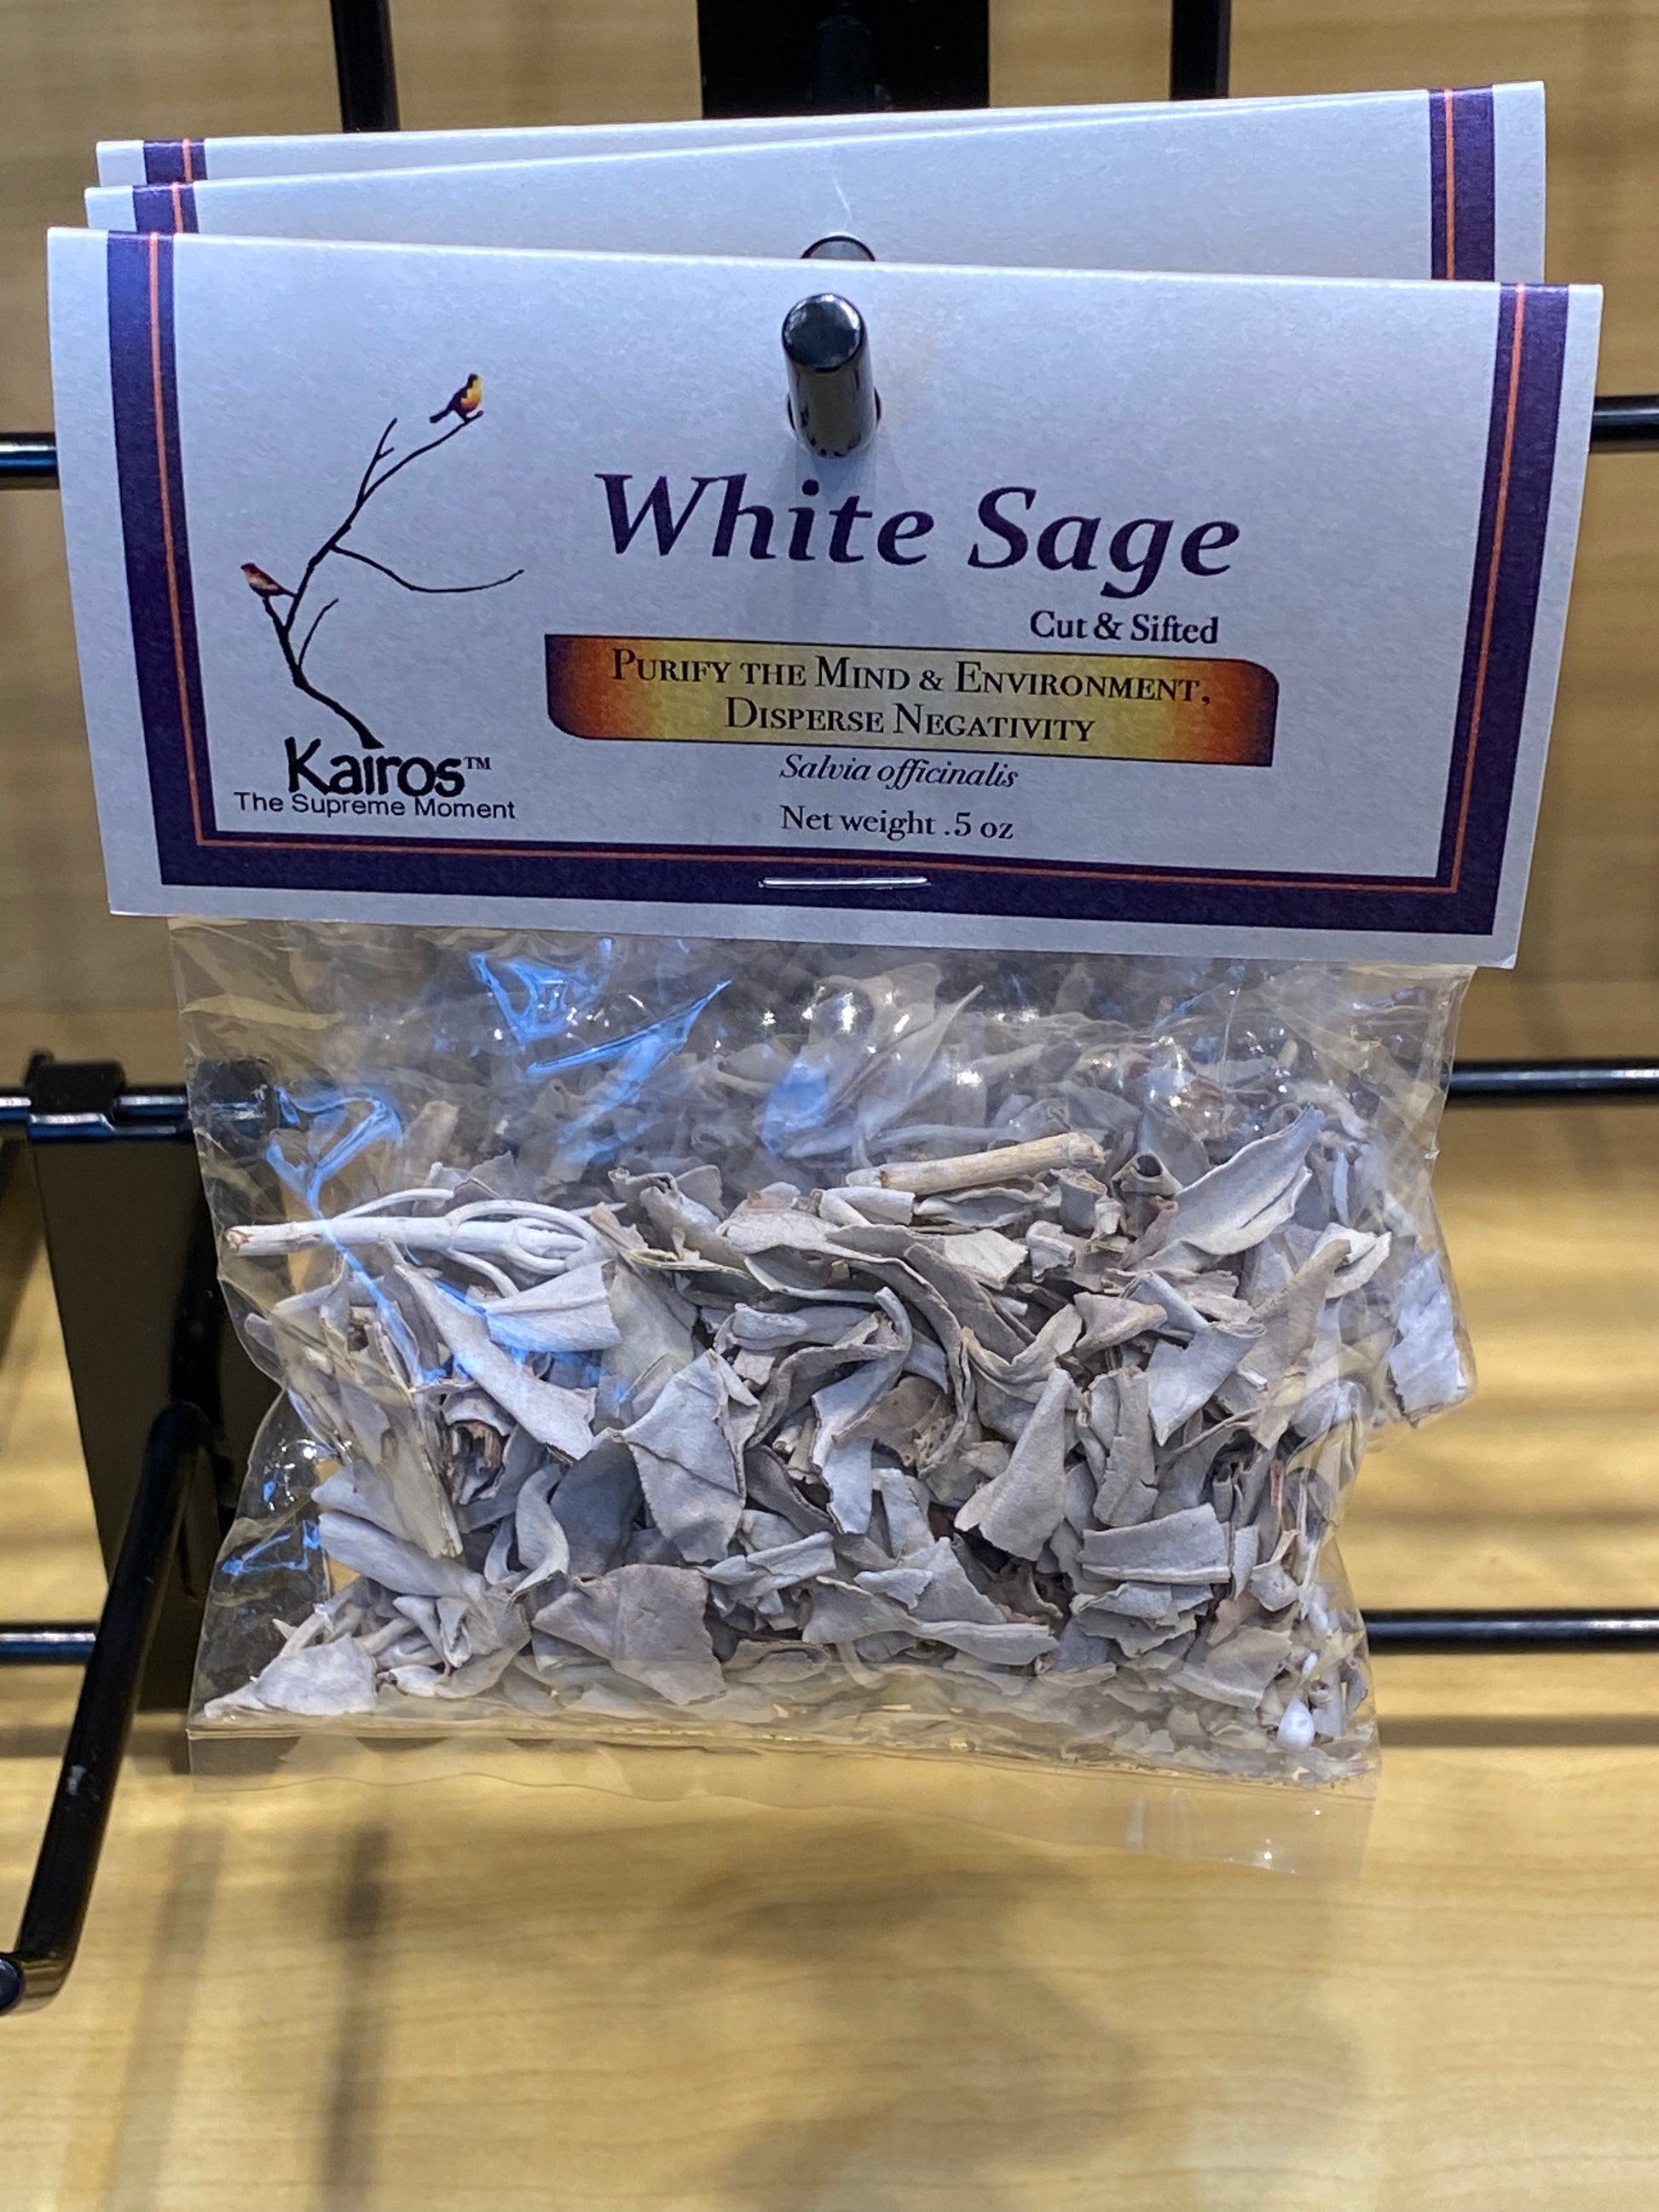 White Sage
Cut & Sifted
PURIFY THE MIND & ENVIRONMENT,
DISPERSE NEGATIVITY
Salvia officinalis
Net weight .5 oz
Kairos™
The Supreme Moment